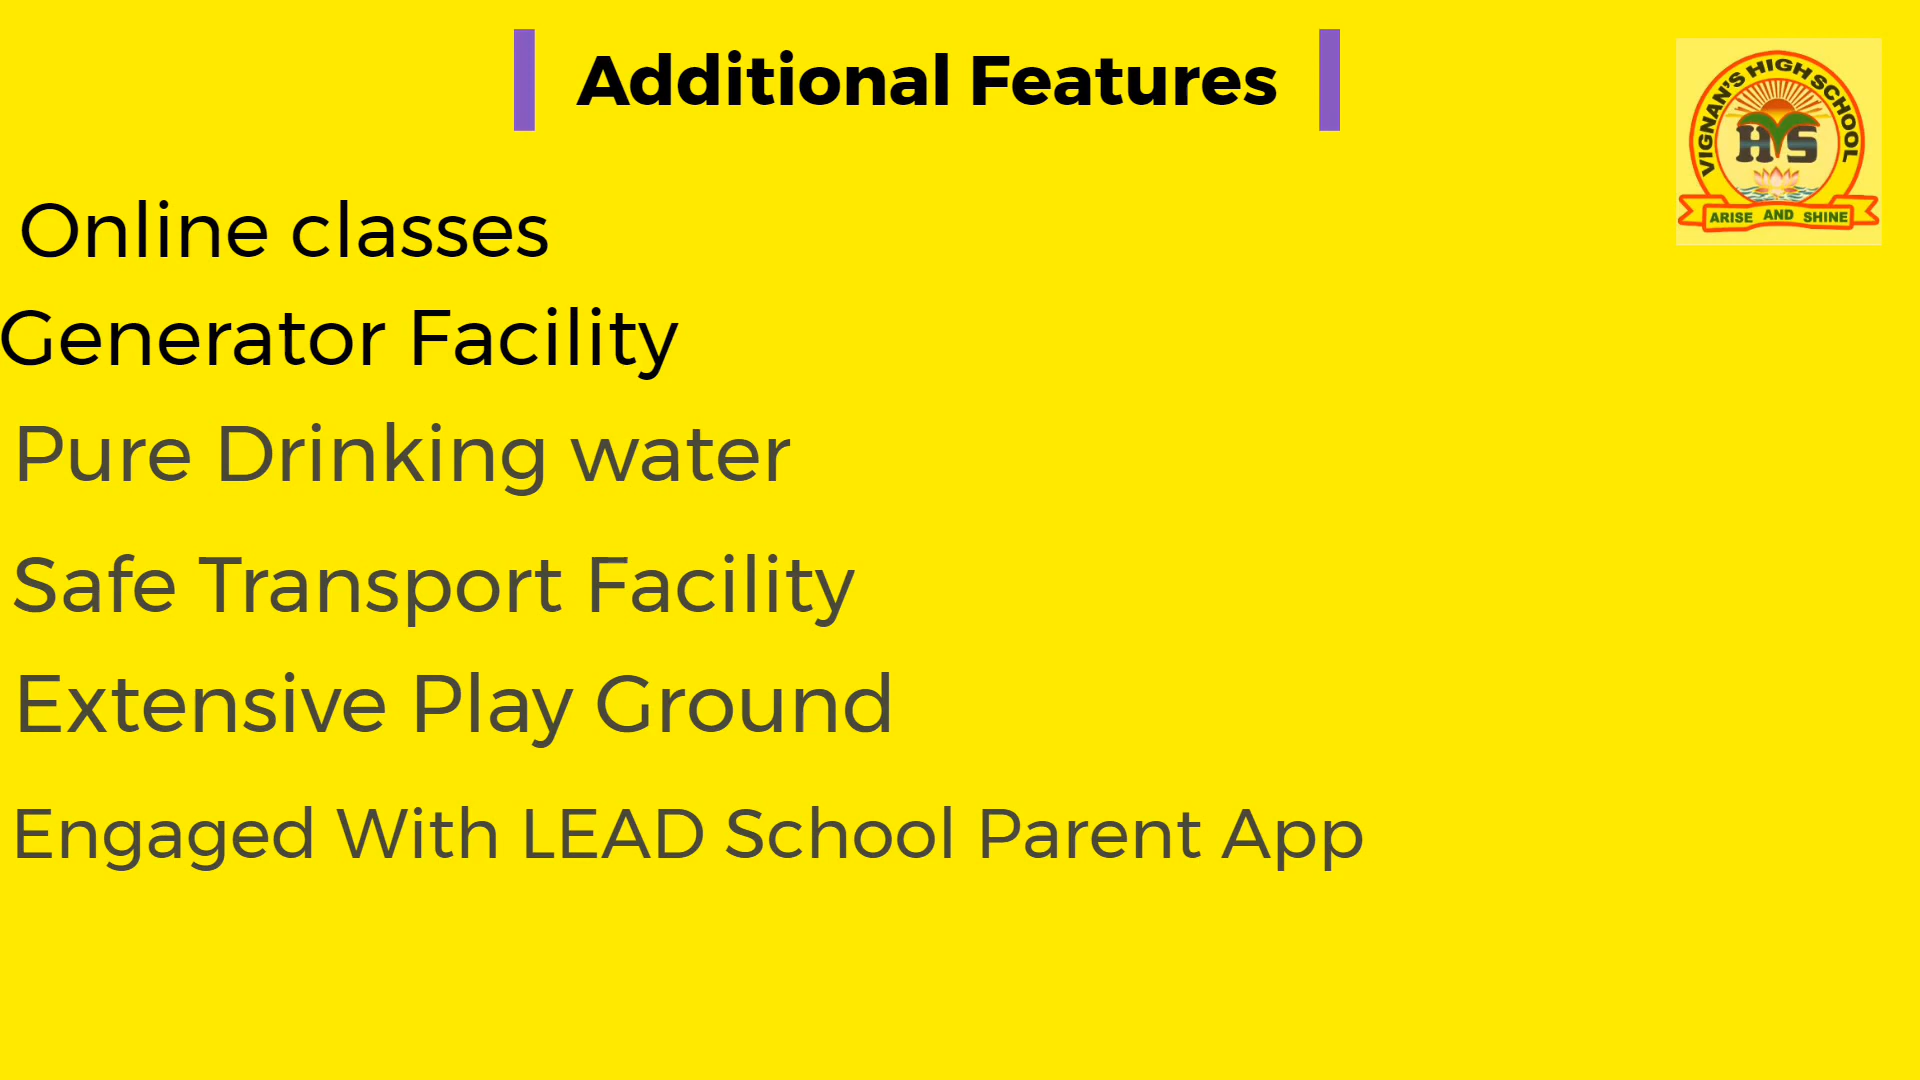 Additional Features
VIGNAN'S HIGH SCHOOL
HVS
ARISE AND SHINE
Online classes
Generator Facility
Pure Drinking water
Safe Transport Facility
Extensive Play Ground
Engaged With LEAD School Parent App